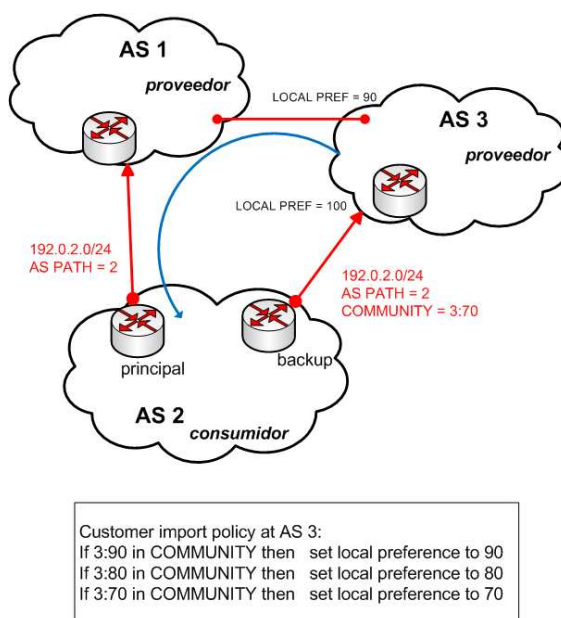 AS 1
proveedor
LOCAL PREF = 90
AS 3
proveedor
LOCAL PREF = 100
192.0.2.0/24
AS PATH = 2
192.0.2.0/24
AS PATH = 2
COMMUNITY = 3:70
principal
backup
AS 2
consumidor
Customer import policy at AS 3:
If 3:90 in COMMUNITY then set local preference to 90
If 3:80 in COMMUNITY then set local preference to 80
If 3:70 in COMMUNITY then set local preference to 70